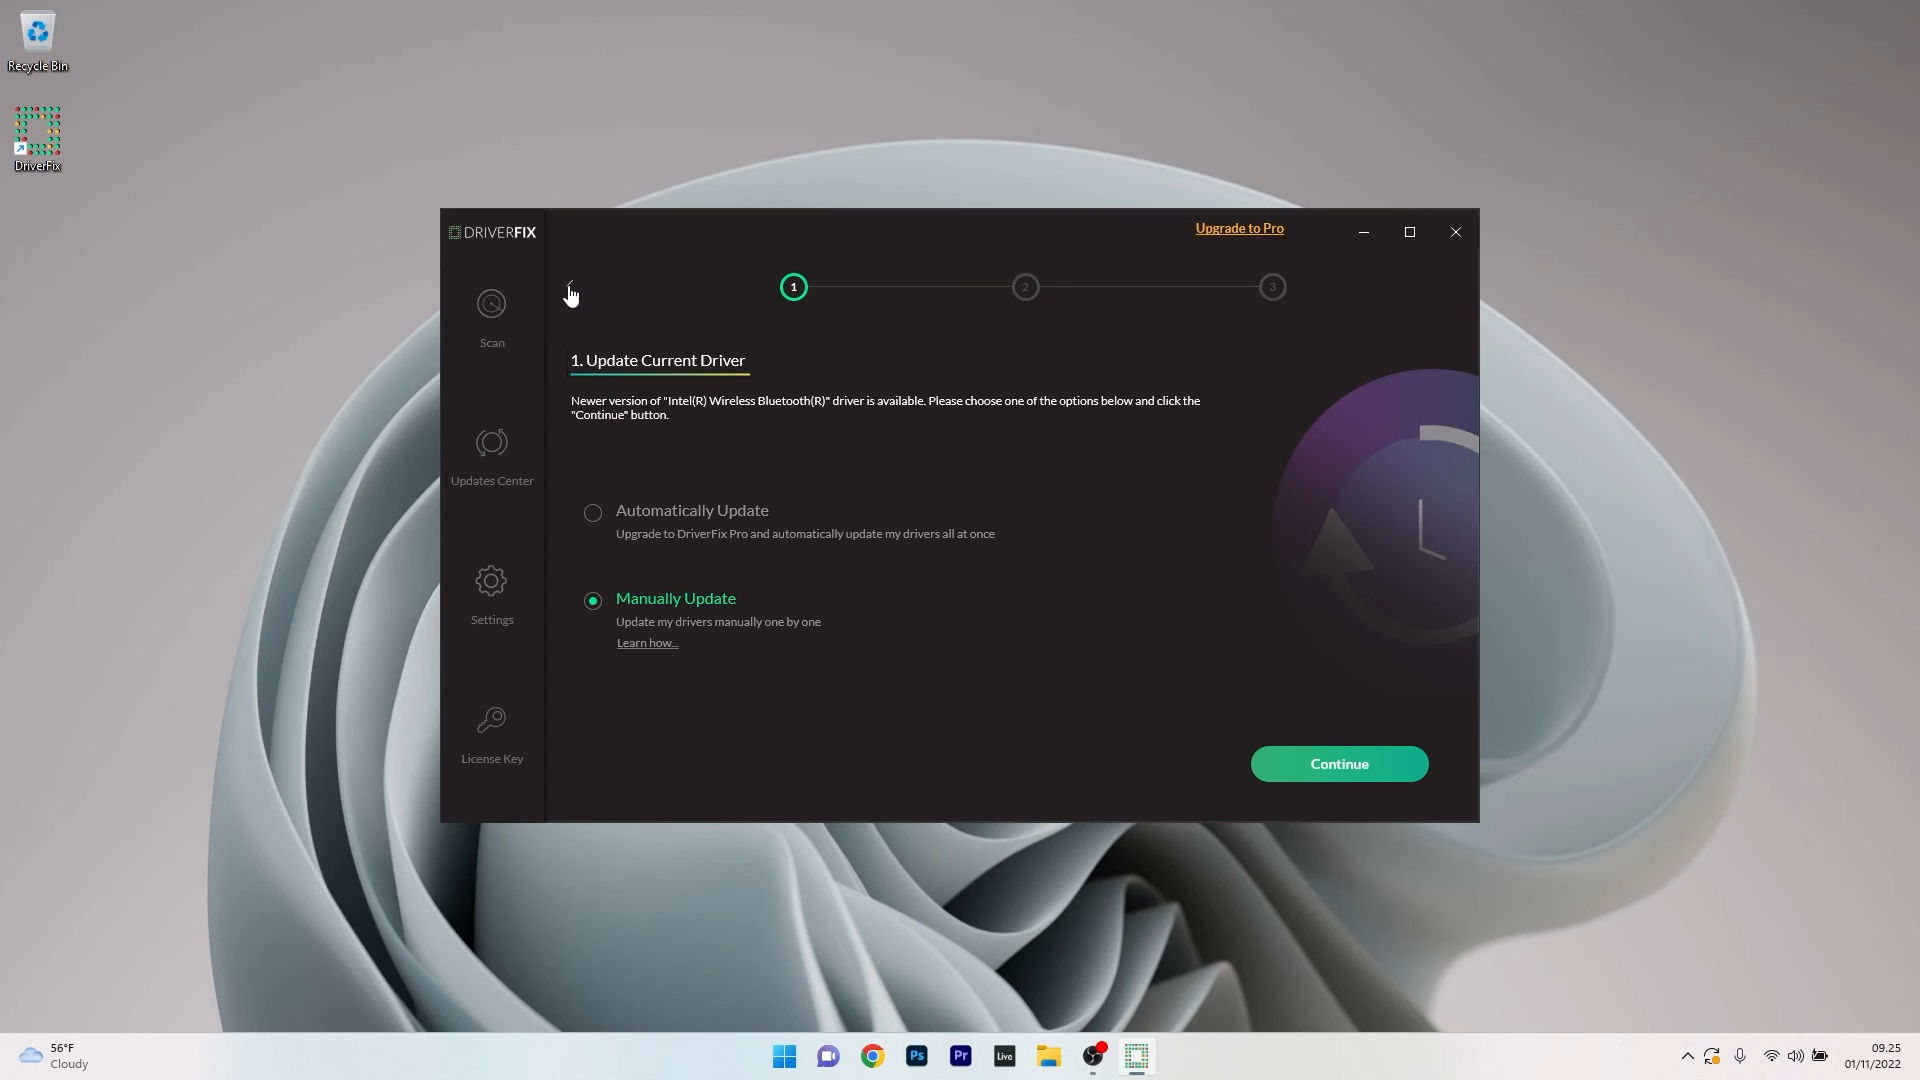 Recycle Bin
DriverFix
DRIVERFIX
Upgrade to Pro
1
2
3
Scan
Updates Center
Settings
License Key
1. Update Current Driver
Newer version of "Intel(R) Wireless Bluetooth(R)" driver is available. Please choose one of the options below and click the
"Continue" button.
Automatically Update
Upgrade to DriverFix Pro and automatically update my drivers all at once
Manually Update
Update my drivers manually one by one
Learn how...
Continue
56°F
Cloudy
Ps
Pr
Live
09.25
01/11/2022